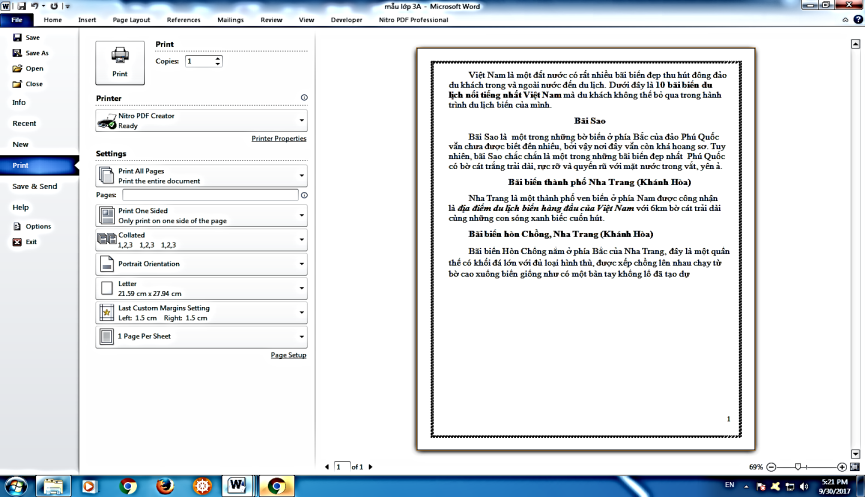 mẫu lớp 3A - Microsoft Word
File Home Insert Page Layout References Mailings Review View Developer Nitro PDF Professional
Save
Save As
Open
Close
Info
Recent
New
Print
Save & Send
Help
Options
Exit
Print
Print
Copies: 1
Printer
Nitro PDF Creator
Ready
Printer Properties
Settings
Print All Pages
Print the entire document
Pages:
Print One Sided
Only print on one side of the page
Collated
1,2,3 1,2,3 1,2,3
Portrait Orientation
Letter
21.59 cm x 27.94 cm
Last Custom Margins Setting
Left: 1.5 cm Right: 1.5 cm
1 Page Per Sheet
Page Setup
Việt Nam là một đất nước có rất nhiều bãi biển đẹp thu hút đông đảo
du khách trong và ngoài nước đến du lịch. Dưới đây là 10 bãi biển du
lịch nổi tiếng nhất Việt Nam mà du khách không thể bỏ qua trong hành
trình du lịch biển của mình.
Bãi Sao
Bãi Sao là một trong những bờ biển ở phía Bắc của đảo Phú Quốc
vẫn chưa được biết đến nhiều, bởi vậy nơi đây vẫn còn khá hoang sơ. Tuy
nhiên, bãi Sao chắc chắn là một trong những bãi biển đẹp nhất Phú Quốc
có bờ cát trắng trải dài, rực rỡ và quyến rũ với mặt nước trong vắt, yên ả.
Bãi biển thành phố Nha Trang (Khánh Hòa)
Nha Trang là một thành phố ven biển ở phía Nam được công nhận
là địa điểm du lịch biển hàng đầu của Việt Nam với 6km bờ cát trải dài
cùng những con sóng xanh biếc cuốn hút.
Bãi biển hòn Chồng, Nha Trang (Khánh Hòa)
Bãi biển Hòn Chồng nằm ở phía Bắc của Nha Trang, đây là một quần
thể có khối đá lớn với đủ loại hình thù, được xếp chồng lên nhau chạy từ
bờ cao xuống biển giống như có một bàn tay khổng lồ đã tạo dự
1
1 of 1
69%
EN
5:21 PM
9/30/2017